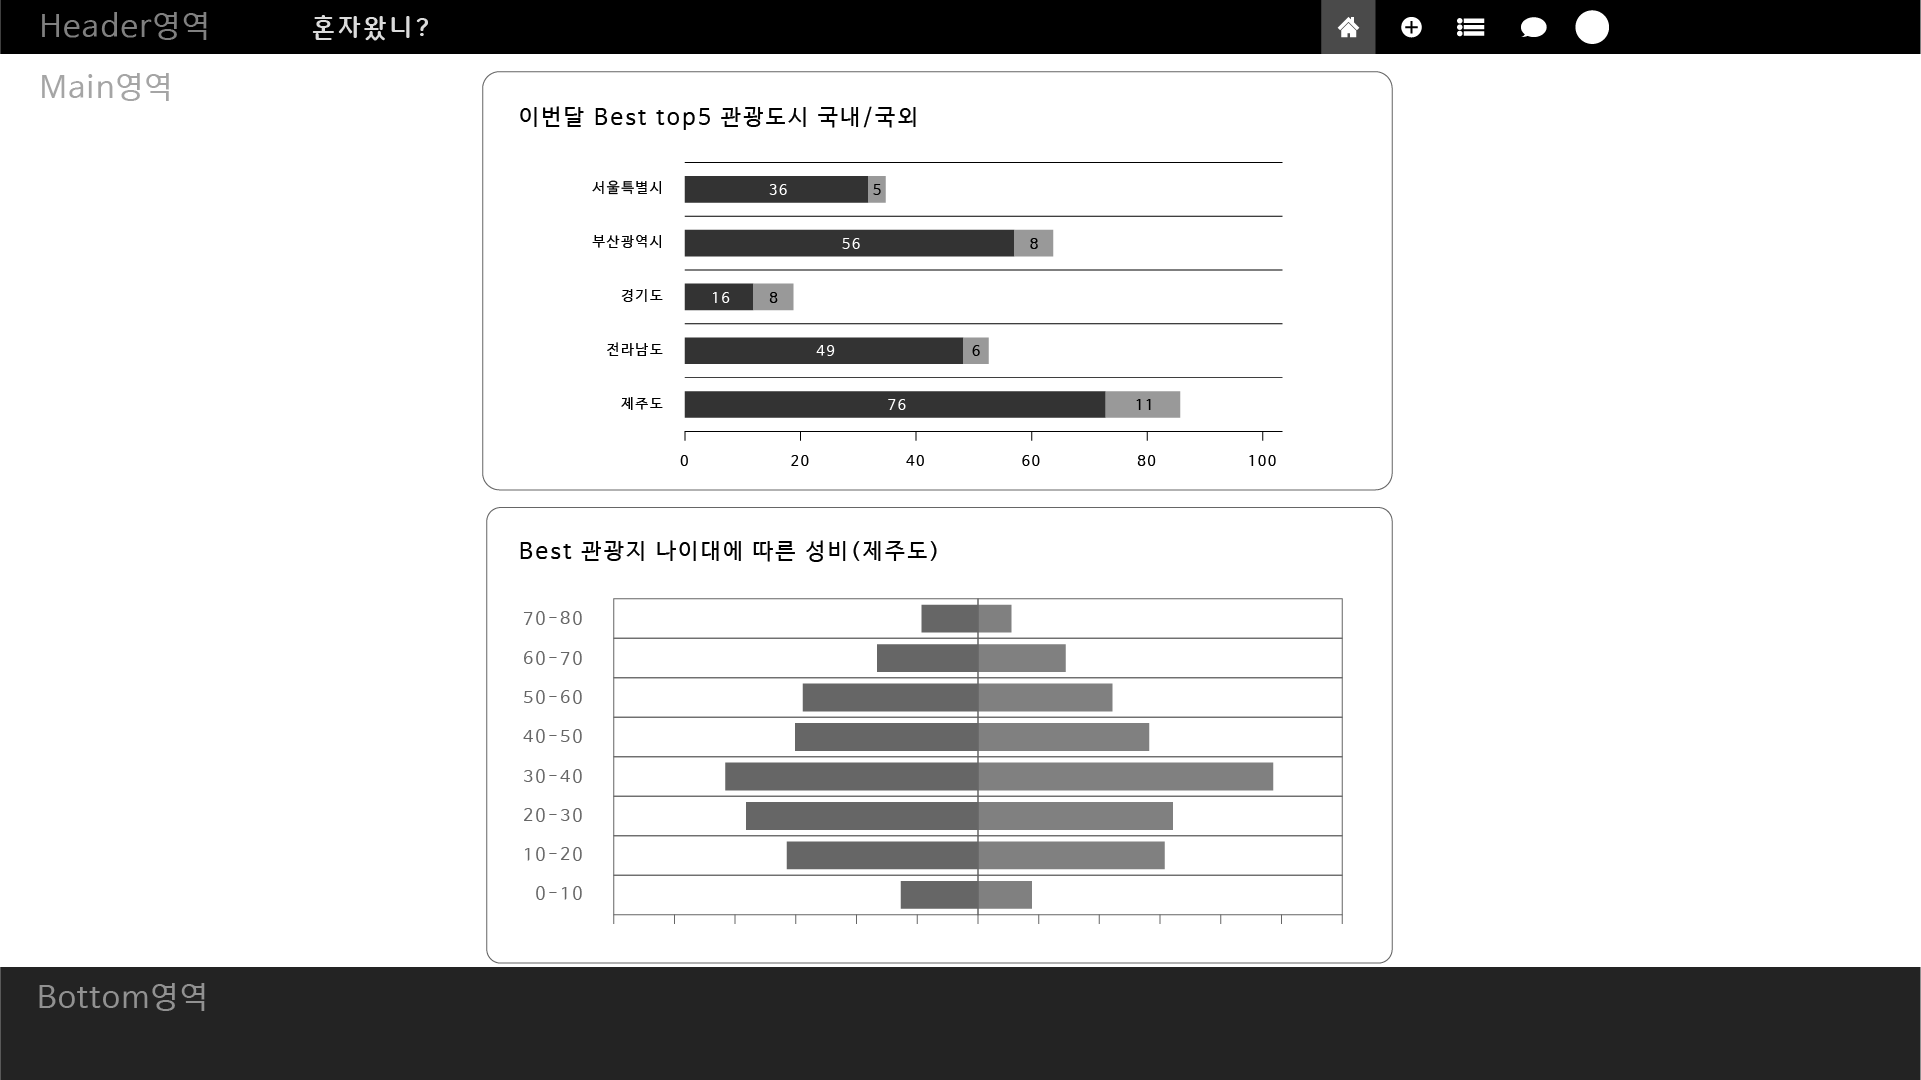 Header영역
혼자왔니?
Main영역
이번달 Best top5 관광도시 국내/국외
서울특별시 36 5
부산광역시 56 8
경기도 16 8
전라남도 49 6
제주도 76 11
0 20 40 60 80 100
Best 관광지 나이대에 따른 성비(제주도)
70-80
60-70
50-60
40-50
30-40
20-30
10-20
0-10
Bottom영역